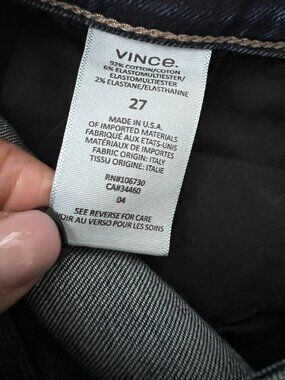 VINCE.
92% COTTON/COTON
6% ELASTOMULTIESTER/
ELASTOMULTIESTER
2% ELASTANE/ELASTHANNE
27
MADE IN U.S.A.
OF IMPORTED MATERIALS
FABRIQUÉ AUX ETATS-UNIS
MATÉRIAUX DE IMPORTES
FABRIC ORIGIN: ITALY
TISSU ORIGINE: ITALIE
RN#106730
CA#34460
04
SEE REVERSE FOR CARE
VOIR AU VERSO POUR LES SOINS